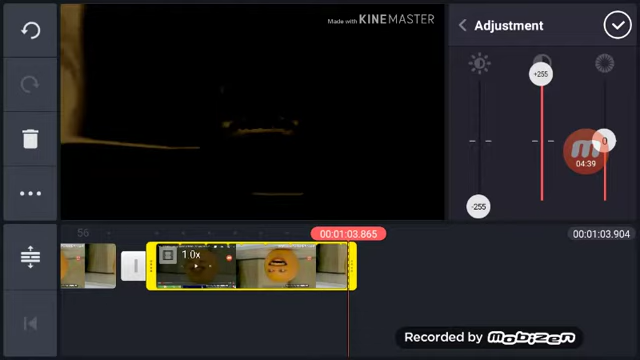 Made with KINEMASTER
Adjustment
+255
0
-255
04:39
56
00:01:03.865
00:01:03.904
1.0x
Recorded by mobizen